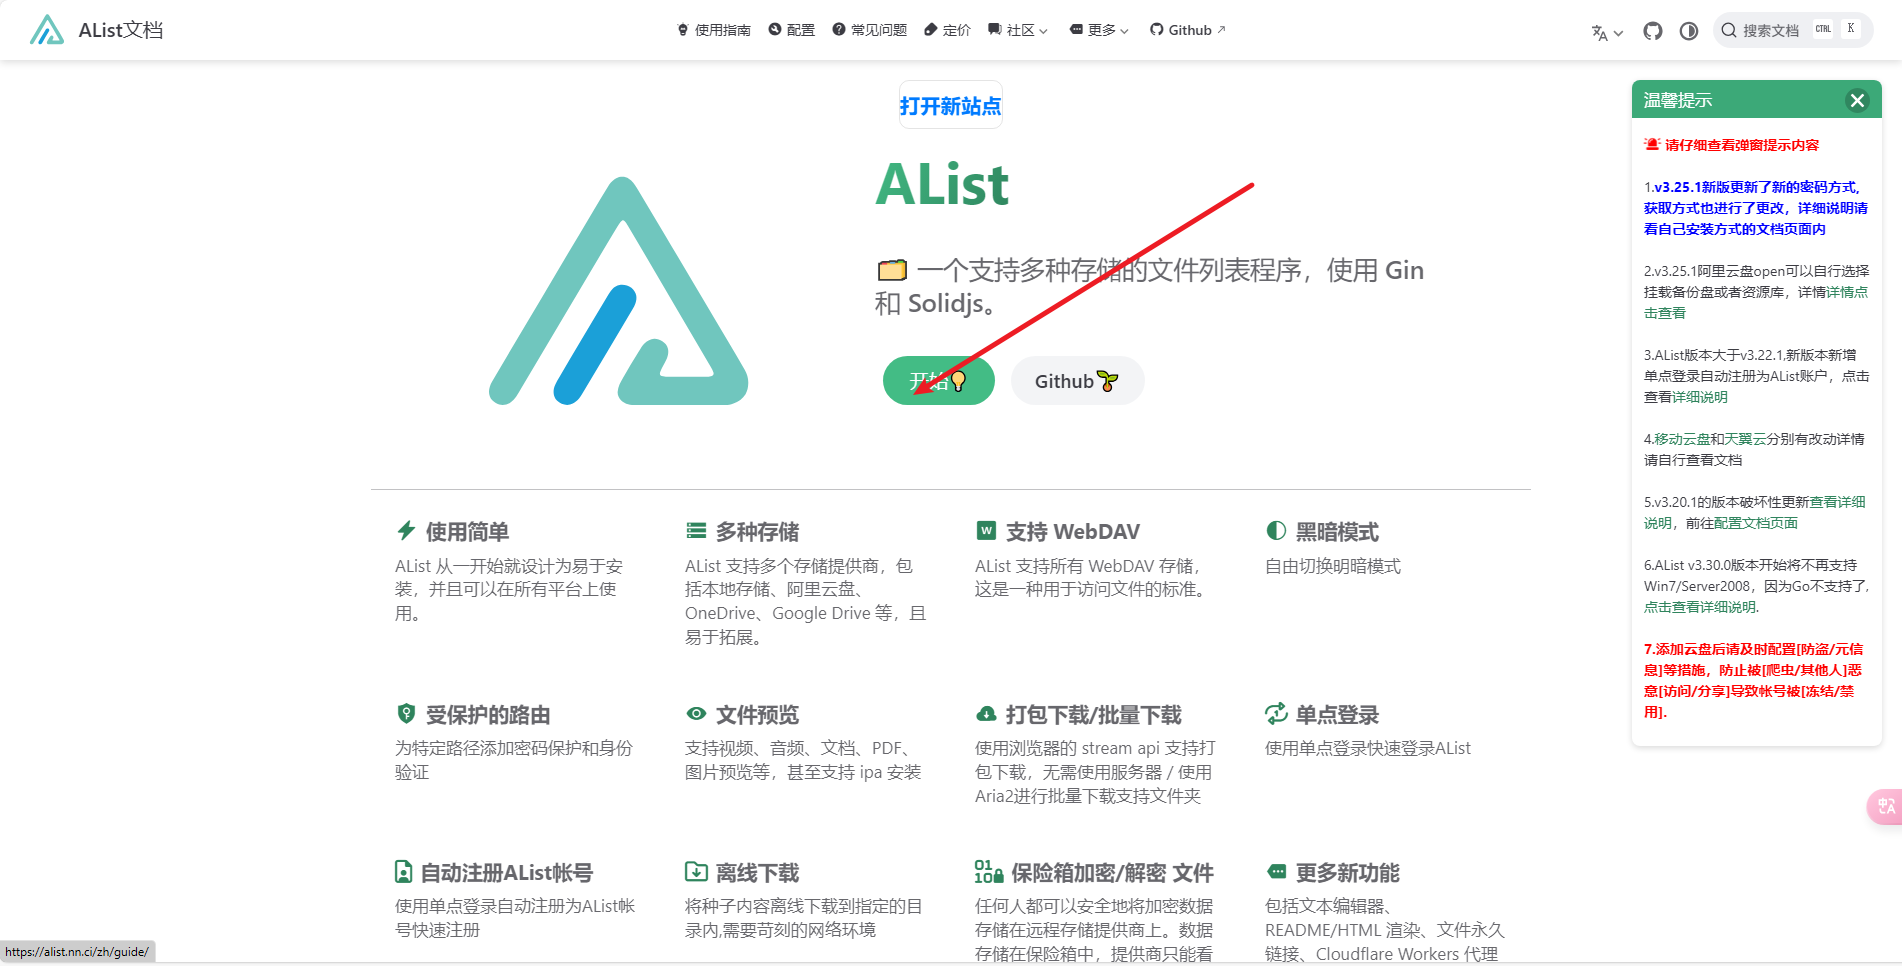 AList文档
使用指南 配置 常见问题 定价 社区 更多 Github
搜索文档 CTRL K
打开新站点
AList
一个支持多种存储的文件列表程序，使用 Gin
和 Solidjs。
开始
Github
使用简单
AList 从一开始就设计为易于安
装，并且可以在所有平台上使
用。
多种存储
AList 支持多个存储提供商，包
括本地存储、阿里云盘、
OneDrive、Google Drive 等，且
易于拓展。
W
支持 WebDAV
AList 支持所有 WebDAV 存储，
这是一种用于访问文件的标准。
黑暗模式
自由切换明暗模式
受保护的路由
为特定路径添加密码保护和身份
验证
文件预览
支持视频、音频、文档、PDF、
图片预览等，甚至支持 ipa 安装
打包下载/批量下载
使用浏览器的 stream api 支持打
包下载，无需使用服务器 / 使用
Aria2进行批量下载支持文件夹
单点登录
使用单点登录快速登录AList
自动注册AList帐号
使用单点登录自动注册为AList帐
号快速注册
离线下载
将种子内容离线下载到指定的目
录内,需要苛刻的网络环境
保险箱加密/解密 文件
任何人都可以安全地将加密数据
存储在远程存储提供商上。数据
存储在保险箱中，提供商只能看
更多新功能
包括文本编辑器、
README/HTML 渲染、文件永久
链接、Cloudflare Workers 代理
温馨提示
请仔细查看弹窗提示内容
1.v3.25.1新版更新了新的密码方式,
获取方式也进行了更改，详细说明请
看自己安装方式的文档页面内
2.v3.25.1阿里云盘open可以自行选择
挂载备份盘或者资源库，详情详情点
击查看
3.AList版本大于v3.22.1,新版本新增
单点登录自动注册为AList账户，点击
查看详细说明
4.移动云盘和天翼云分别有改动详情
请自行查看文档
5.v3.20.1的版本破坏性更新查看详细
说明，前往配置文档页面
6.AList v3.30.0版本开始将不再支持
Win7/Server2008，因为Go不支持了,
点击查看详细说明.
7.添加云盘后请及时配置[防盗/元信
息]等措施，防止被[爬虫/其他人]恶
意[访问/分享]导致帐号被[冻结/禁
用].
https://alist.nn.ci/zh/guide/